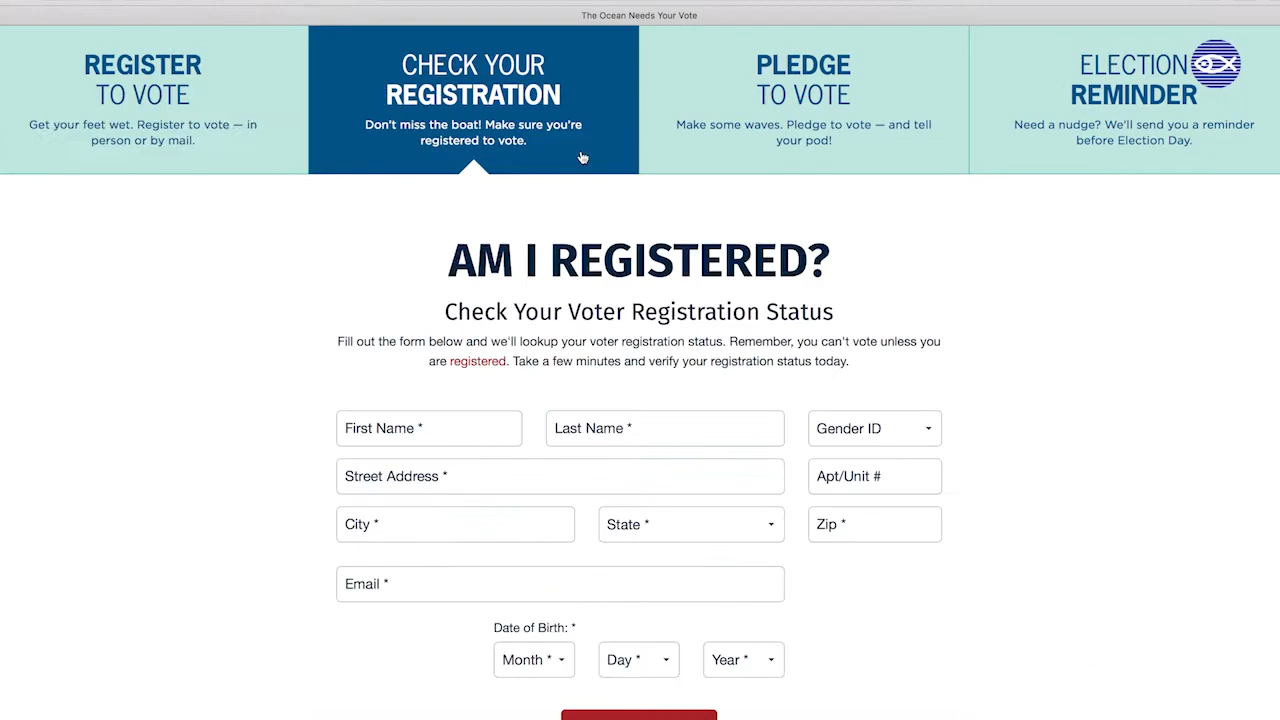 The Ocean Needs Your Vote
REGISTER
TO VOTE
Get your feet wet. Register to vote — in
person or by mail.
CHECK YOUR
REGISTRATION
Don't miss the boat! Make sure you're
registered to vote.
PLEDGE
TO VOTE
Make some waves. Pledge to vote — and tell
your pod!
ELECTION
REMINDER
Need a nudge? We'll send you a reminder
before Election Day.
AM I REGISTERED?
Check Your Voter Registration Status
Fill out the form below and we'll lookup your voter registration status. Remember, you can't vote unless you
are registered. Take a few minutes and verify your registration status today.
First Name * Last Name * Gender ID
Street Address * Apt/Unit #
City * State * Zip *
Email *
Date of Birth: *
Month * Day * Year *